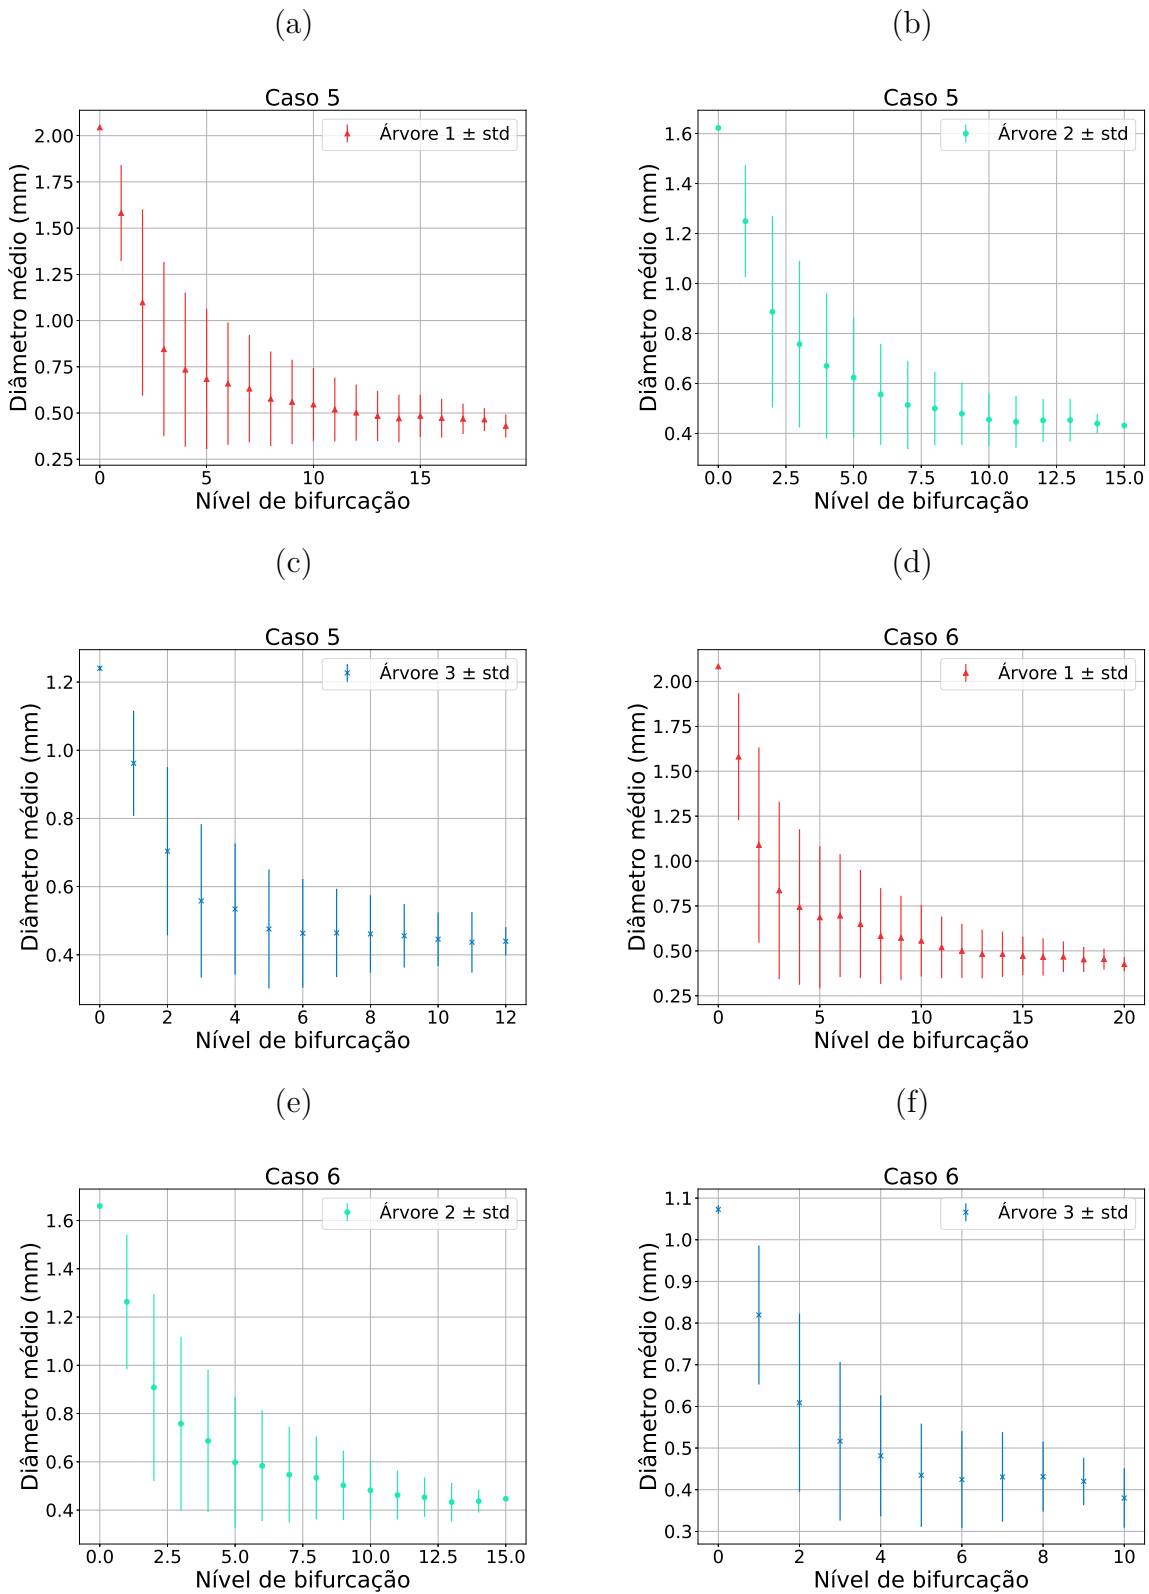 (a)
Caso 5
Árvore 1 ± std
Diâmetro médio (mm)
2.00
1.75
1.50
1.25
1.00
0.75
0.50
0.25
0 5 10 15
Nível de bifurcação
(b)
Caso 5
Árvore 2 ± std
Diâmetro médio (mm)
1.6
1.4
1.2
1.0
0.8
0.6
0.4
0.0 2.5 5.0 7.5 10.0 12.5 15.0
Nível de bifurcação
(c)
Caso 5
Árvore 3 ± std
Diâmetro médio (mm)
1.2
1.0
0.8
0.6
0.4
0 2 4 6 8 10 12
Nível de bifurcação
(d)
Caso 6
Árvore 1 ± std
Diâmetro médio (mm)
2.00
1.75
1.50
1.25
1.00
0.75
0.50
0.25
0 5 10 15 20
Nível de bifurcação
(e)
Caso 6
Árvore 2 ± std
Diâmetro médio (mm)
1.6
1.4
1.2
1.0
0.8
0.6
0.4
0.0 2.5 5.0 7.5 10.0 12.5 15.0
Nível de bifurcação
(f)
Caso 6
Árvore 3 ± std
Diâmetro médio (mm)
1.1
1.0
0.9
0.8
0.7
0.6
0.5
0.4
0.3
0 2 4 6 8 10
Nível de bifurcação